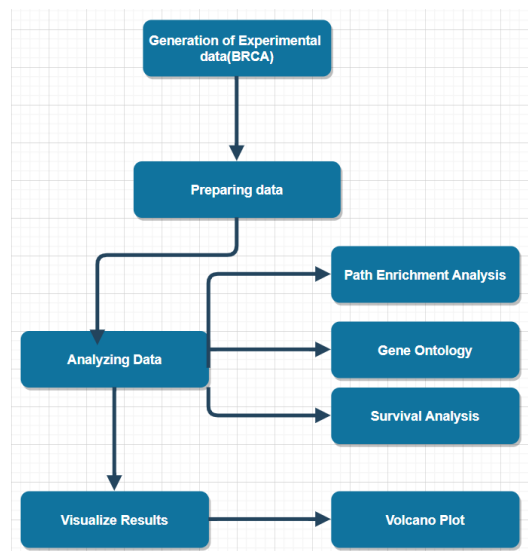 Generation of Experimental
data(BRCA)
Preparing data
Path Enrichment Analysis
Analyzing Data
Gene Ontology
Survival Analysis
Visualize Results
Volcano Plot